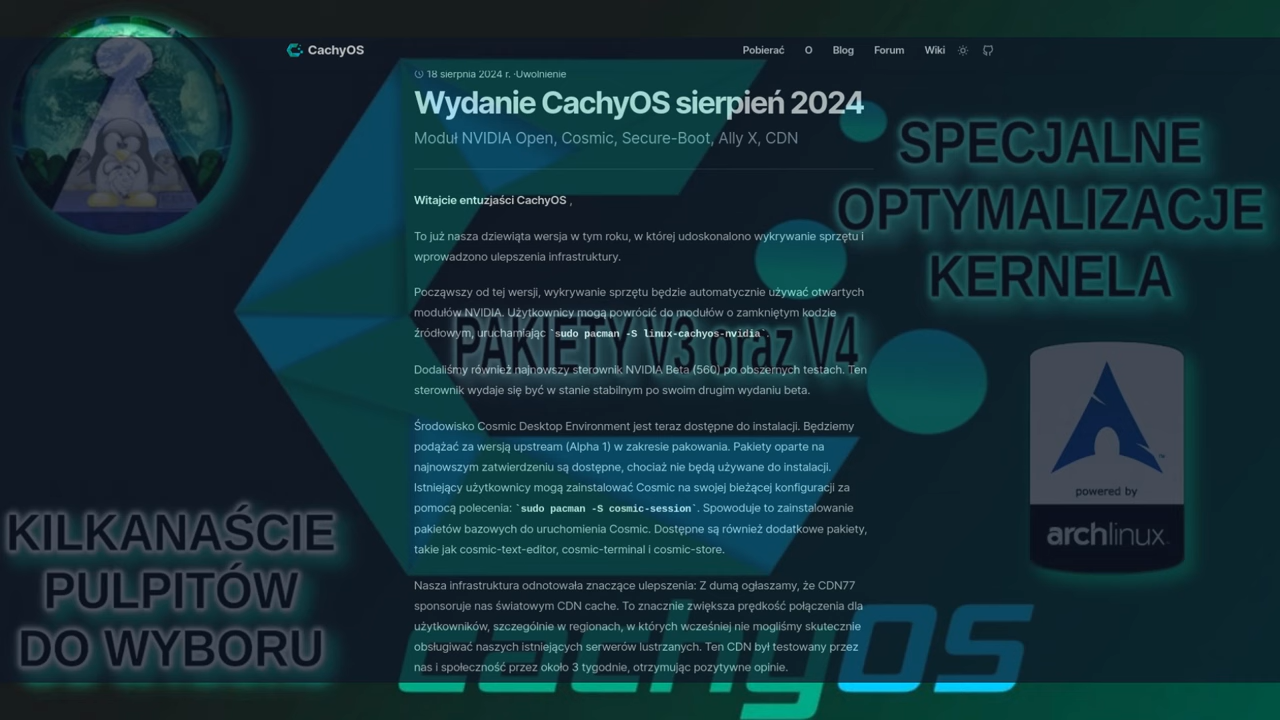 CachyOS
Pobierać O Blog Forum Wiki
18 sierpnia 2024 r. ·Uwolnienie
Wydanie CachyOS sierpień 2024
Moduł NVIDIA Open, Cosmic, Secure-Boot, Ally X, CDN
Witajcie entuzjaści CachyOS ,
To już nasza dziewiąta wersja w tym roku, w której udoskonalono wykrywanie sprzętu i
wprowadzono ulepszenia infrastruktury.
Począwszy od tej wersji, wykrywanie sprzętu będzie automatycznie używać otwartych
modułów NVIDIA. Użytkownicy mogą powrócić do modułów o zamkniętym kodzie
źródłowym, uruchamiając `sudo pacman -S linux-cachyos-nvidia`.
Dodaliśmy również najnowszy sterownik NVIDIA Beta (560) po obszernych testach. Ten
sterownik wydaje się być w stanie stabilnym po swoim drugim wydaniu beta.
Środowisko Cosmic Desktop Environment jest teraz dostępne do instalacji. Będziemy
podążać za wersją upstream (Alpha 1) w zakresie pakowania. Pakiety oparte na
najnowszym zatwierdzeniu są dostępne, chociaż nie będą używane do instalacji.
Istniejący użytkownicy mogą zainstalować Cosmic na swojej bieżącej konfiguracji za
pomocą polecenia: `sudo pacman -S cosmic-session`. Spowoduje to zainstalowanie
pakietów bazowych do uruchomienia Cosmic. Dostępne są również dodatkowe pakiety,
takie jak cosmic-text-editor, cosmic-terminal i cosmic-store.
Nasza infrastruktura odnotowała znaczące ulepszenia: Z dumą ogłaszamy, że CDN77
sponsoruje nas światowym CDN cache. To znacznie zwiększa prędkość połączenia dla
użytkowników, szczególnie w regionach, w których wcześniej nie mogliśmy skutecznie
obsługiwać naszych istniejących serwerów lustrzanych. Ten CDN był testowany przez
nas i społeczność przez około 3 tygodnie, otrzymując pozytywne opinie.
SPECJALNE
OPTYMALIZACJE
KERNELA
PAKIETY V3 oraz V4
powered by
archlinux
KILKANAŚCIE
PULPITÓW
DO WYBORU
cachyOS